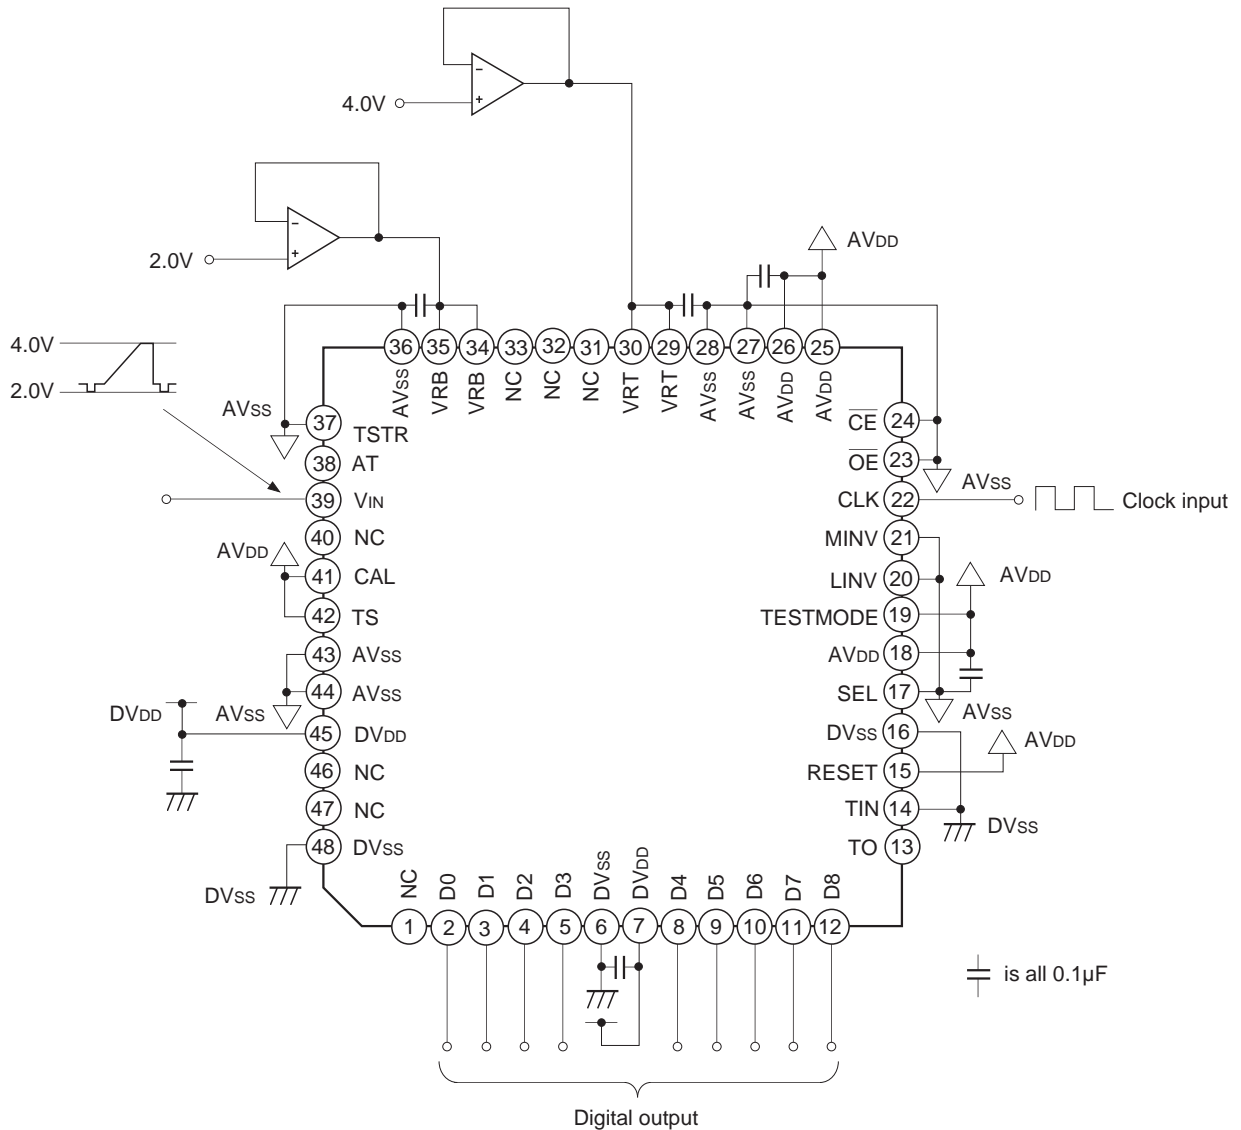 4.0V
2.0V
AVDD
36 35 34 33 32 31 30 29 28 27 26 25
AVSS VRB VRB NC NC NC VRT VRT AVSS AVSS AVDD AVDD
4.0V
2.0V
AVSS
37 TSTR
38 AT
39 VIN
40 NC
AVDD
41 CAL
42 TS
43 AVSS
44 AVSS
AVSS
DVDD
45 DVDD
46 NC
47 NC
48 DVSS
DVSS
CE 24
OE 23
AVSS
CLK 22
Clock input
MINV 21
LINV 20
AVDD
TESTMODE 19
AVDD 18
SEL 17
AVSS
DVSS 16
AVDD
RESET 15
TIN 14
DVSS
TO 13
NC D0 D1 D2 D3 DVSS DVDD D4 D5 D6 D7 D8
1 2 3 4 5 6 7 8 9 10 11 12
is all 0.1µF
Digital output